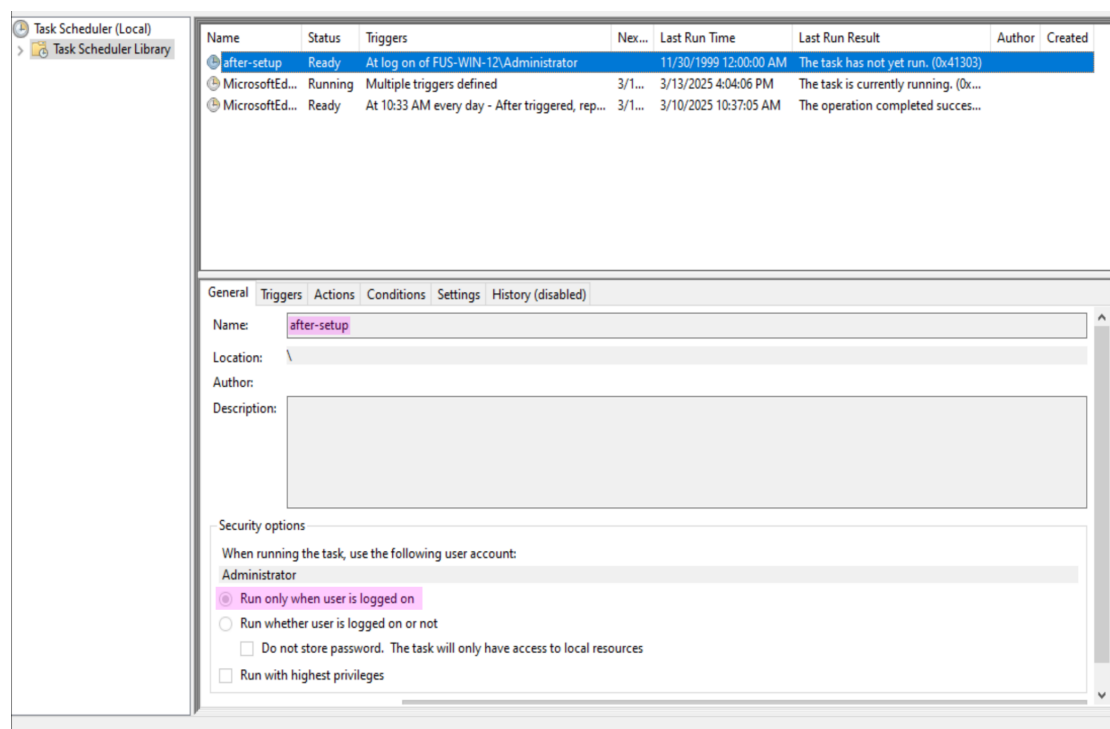 Task Scheduler (Local)
Task Scheduler Library
Name Status Triggers Nex... Last Run Time Last Run Result Author Created
after-setup Ready At log on of FUS-WIN-12\Administrator 11/30/1999 12:00:00 AM The task has not yet run. (0x41303)
MicrosoftEd... Running Multiple triggers defined 3/1... 3/13/2025 4:04:06 PM The task is currently running. (0x...
MicrosoftEd... Ready At 10:33 AM every day - After triggered, rep... 3/1... 3/10/2025 10:37:05 AM The operation completed succes...
General Triggers Actions Conditions Settings History (disabled)
Name: after-setup
Location: \
Author:
Description:
Security options
When running the task, use the following user account:
Administrator
Run only when user is logged on
Run whether user is logged on or not
Do not store password. The task will only have access to local resources
Run with highest privileges